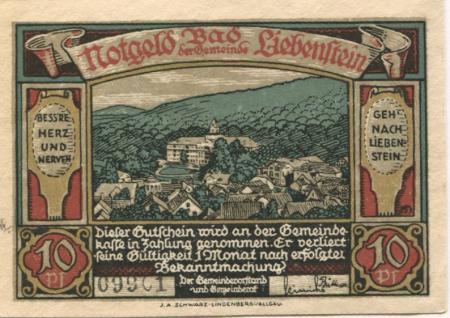 Notgeld Bad Liebenstein
der Gemeinde
BESSRE
HERZ
UND
NERVEN
GEH
NACH
LIEBEN-
STEIN
Dieser Gutschein wird an der Gemeinde-
kasse in Zahlung genommen. Er verliert
seine Gültigkeit 1 Monat nach erfolgter
Bekanntmachung!
10
Pf
10
Pf
Der Gemeindevorstand
und Gemeinderat
J. A. SCHWARZ-LINDENBERG I/ALLGÄU